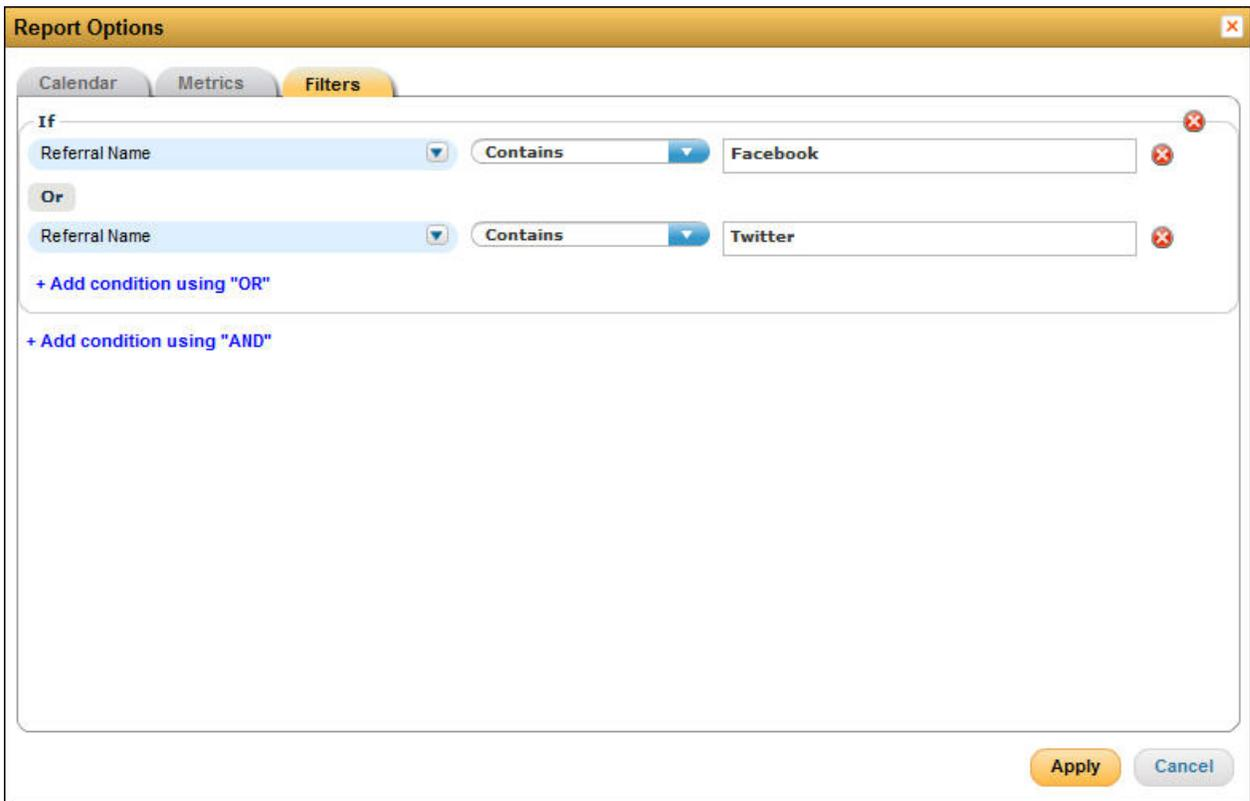 Report Options
Calendar Metrics Filters
If
Referral Name Contains Facebook
Or
Referral Name Contains Twitter
+ Add condition using "OR"
+ Add condition using "AND"
Apply Cancel